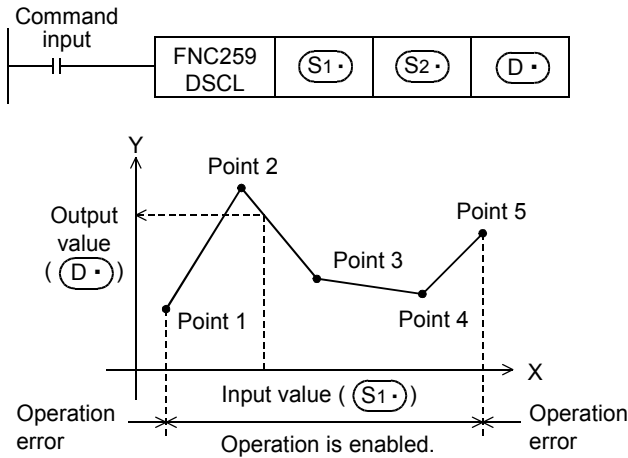 Command
input
FNC259
DSCL
S1·
S2·
D·
Y
Point 2
Output
value
( D· )
Point 5
Point 3
Point 1
Point 4
X
Input value ( S1· )
Operation
error
Operation is enabled.
Operation
error